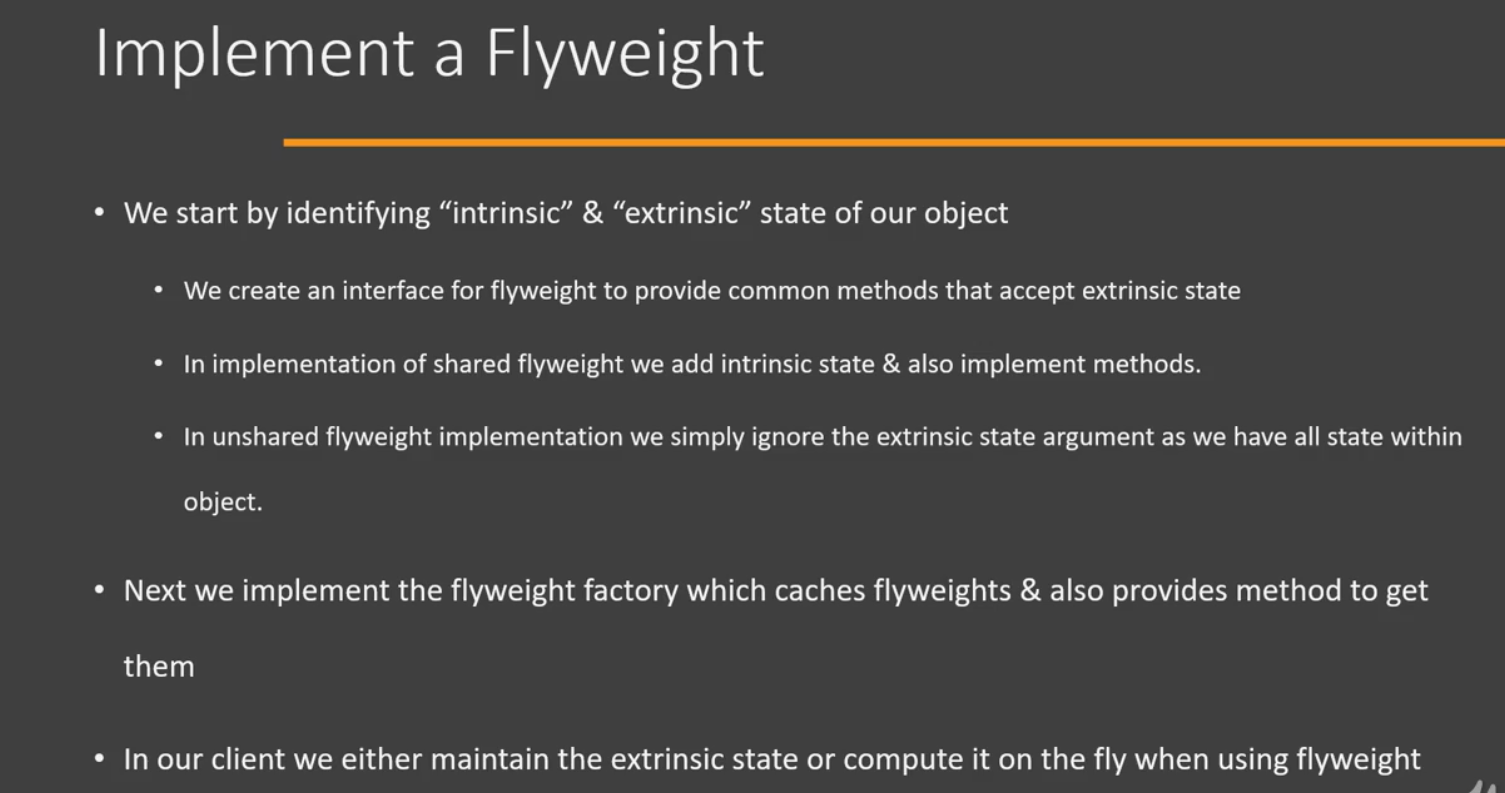 Implement a Flyweight
• We start by identifying “intrinsic” & “extrinsic” state of our object
• We create an interface for flyweight to provide common methods that accept extrinsic state
• In implementation of shared flyweight we add intrinsic state & also implement methods.
• In unshared flyweight implementation we simply ignore the extrinsic state argument as we have all state within
object.
• Next we implement the flyweight factory which caches flyweights & also provides method to get
them
• In our client we either maintain the extrinsic state or compute it on the fly when using flyweight